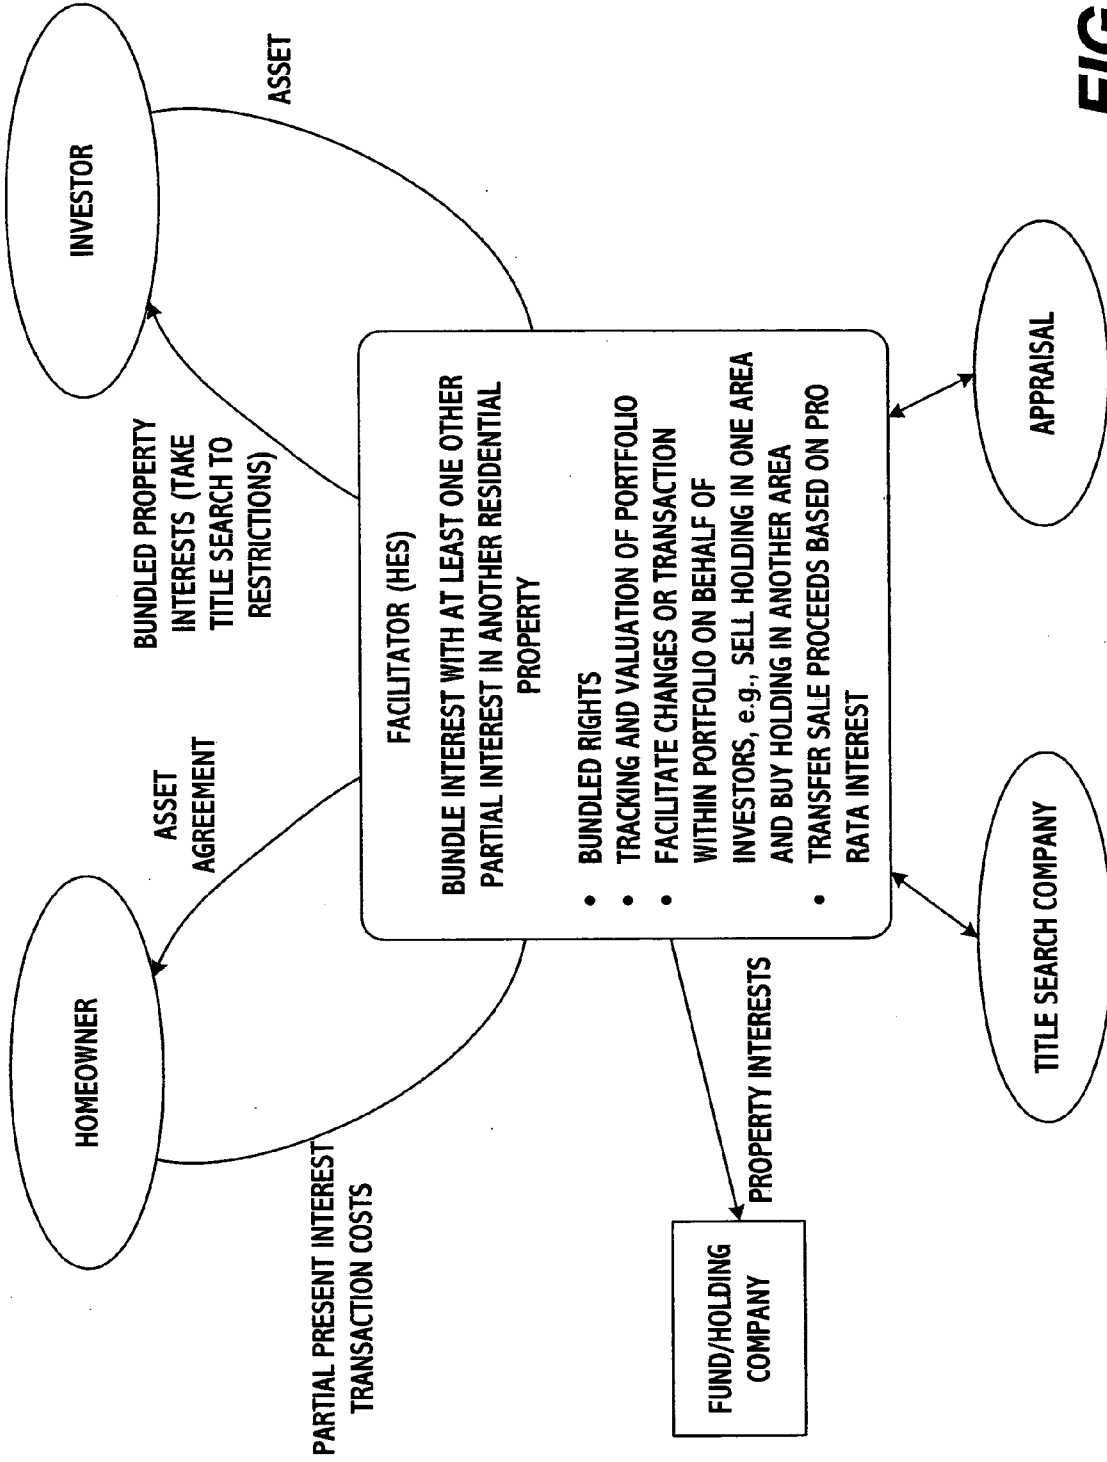 HOMEOWNER
INVESTOR
ASSET
AGREEMENT
BUNDLED PROPERTY
INTERESTS (TAKE
TITLE SEARCH TO
RESTRICTIONS)
ASSET
PARTIAL PRESENT INTEREST
TRANSACTION COSTS
FACILITATOR (HES)
BUNDLE INTEREST WITH AT LEAST ONE OTHER
PARTIAL INTEREST IN ANOTHER RESIDENTIAL
PROPERTY
• BUNDLED RIGHTS
• TRACKING AND VALUATION OF PORTFOLIO
• FACILITATE CHANGES OR TRANSACTION
WITHIN PORTFOLIO ON BEHALF OF
INVESTORS, e.g., SELL HOLDING IN ONE AREA
AND BUY HOLDING IN ANOTHER AREA
• TRANSFER SALE PROCEEDS BASED ON PRO
RATA INTEREST
PROPERTY INTERESTS
FUND/HOLDING
COMPANY
TITLE SEARCH COMPANY
APPRAISAL
FIG